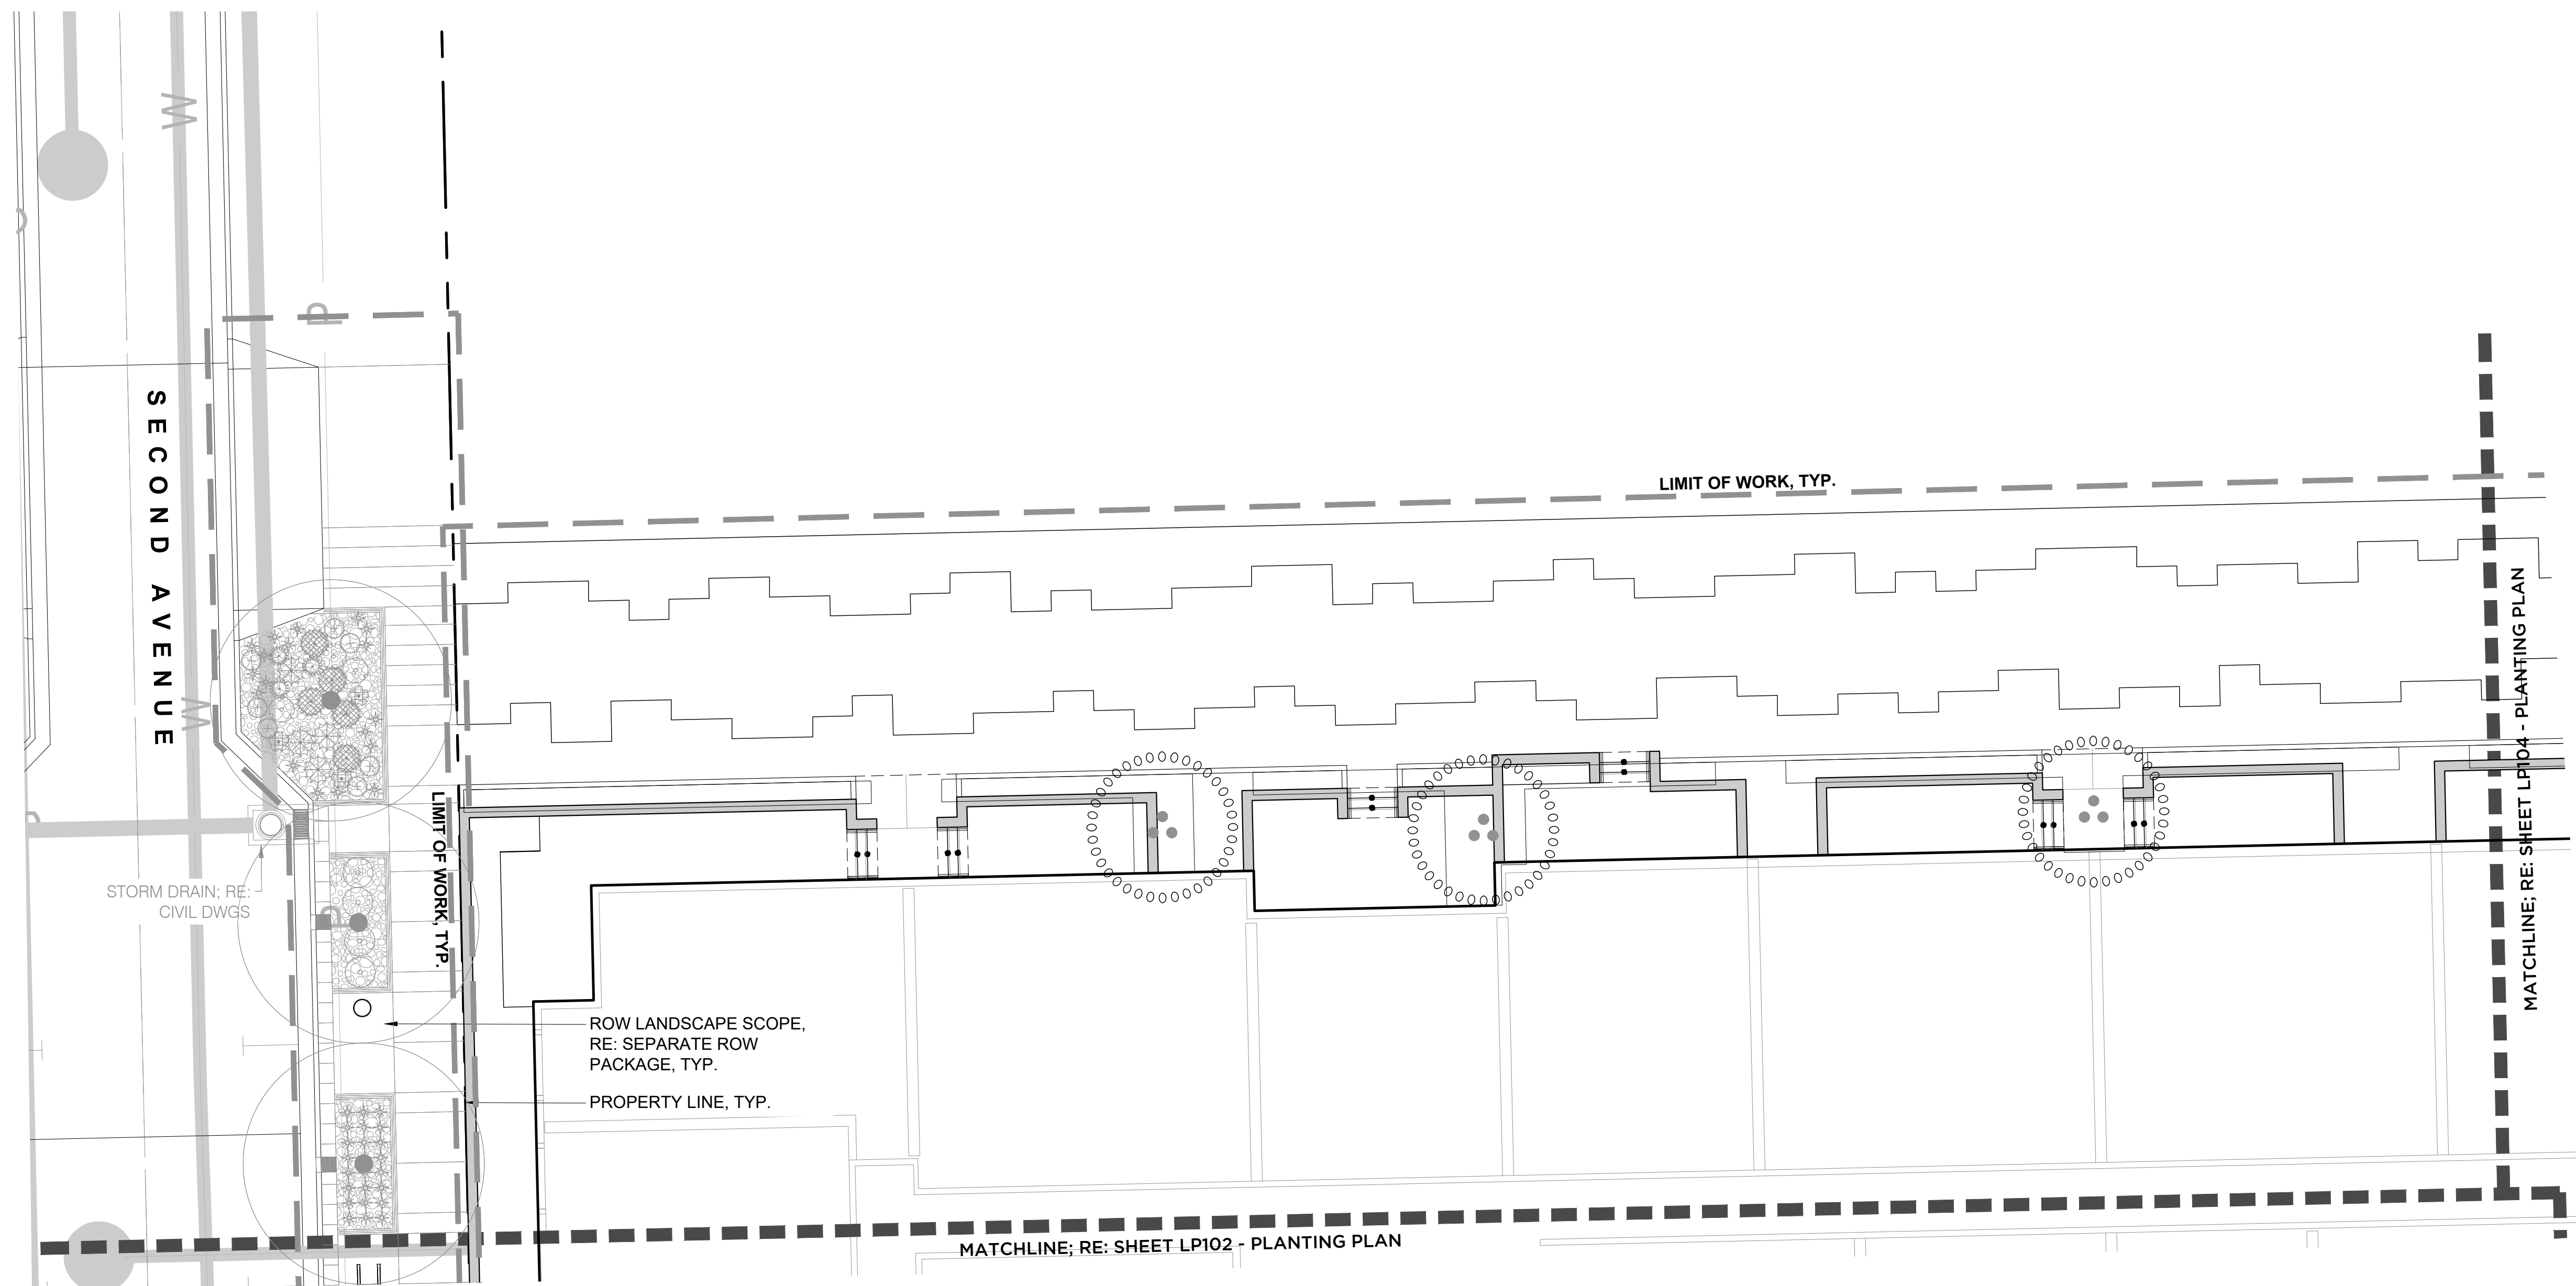 W
P
LIMIT OF WORK, TYP.
SECOND AVENUE
W
LIMIT OF WORK, TYP.
MATCHLINE; RE: SHEET LP104 - PLANTING PLAN
STORM DRAIN; RE:
CIVIL DWGS
P
ROW LANDSCAPE SCOPE,
RE: SEPARATE ROW
PACKAGE, TYP.
PROPERTY LINE, TYP.
MATCHLINE; RE: SHEET LP102 - PLANTING PLAN